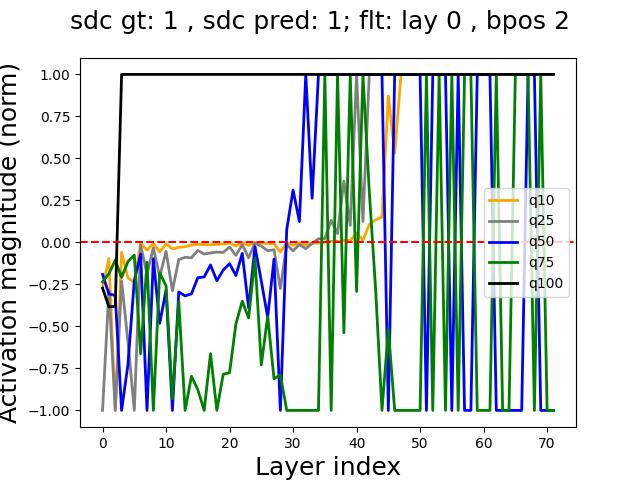 sdc gt: 1 , sdc pred: 1; flt: lay 0 , bpos 2
Activation magnitude (norm)
1.00
0.75
0.50
0.25
0.00
−0.25
−0.50
−0.75
−1.00
q10
q25
q50
q75
q100
0 10 20 30 40 50 60 70
Layer index